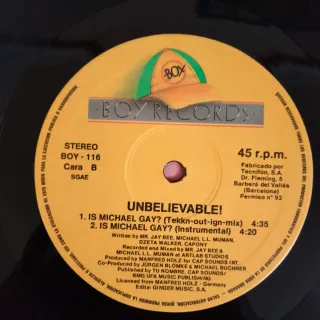 BOY
BOY RECORDS
STEREO
BOY - 116
Cara B
SGAE
45 r.p.m.
Fabricado por
Tecnifón, S.A.
Dr. Fleming, 5
Barberá del Vallés
(Barcelona)
Permiso nº 92
UNBELIEVABLE!
1. IS MICHAEL GAY? (Tekkn-out-ign-mix) 4:35
2. IS MICHAEL GAY? (Instrumental) 4:20
Written by MR. JAY BEE, MICHAEL L.L. MUMAN,
DZETA WALKER, CAPONY
Recorded and Mixed by MR. JAY BEE &
MICHAEL L.L. MUMAN at ARTLAB STUDIOS
Produced by MANFRED HOLZ for CAP SOUNDS INT.
Co-Produced by JÜRGEN BLÖMKE & MICHAEL BUCHNER
Published by TU HOMBRE, CAP SOUNDS/
BMG UFA MUSIC PUBLISHING
Licensed from MANFRED HOLZ, GERMANY
Editor: GINGER MUSIC, S.A.